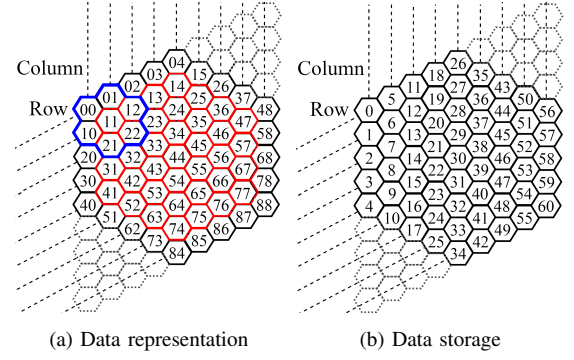 04
03 15
Column
02 14 26
01 13 25 37
Row
00 12 24 36 48
11 23 35 47
10 22 34 46 58
21 33 45 57
20 32 44 56 68
31 43 55 67
30 42 54 66 78
41 53 65 77
40 52 64 76 88
51 63 75 87
62 74 86
73 85
84
(a) Data representation
26
18 35
Column
11 27 43
5 19 36 50
Row
0 12 28 44 56
6 20 37 51
1 13 29 45 57
7 21 38 52
2 14 30 46 58
8 22 39 53
3 15 31 47 59
9 23 40 54
4 16 32 48 60
10 24 41 55
17 33 49
25 42
34
(b) Data storage